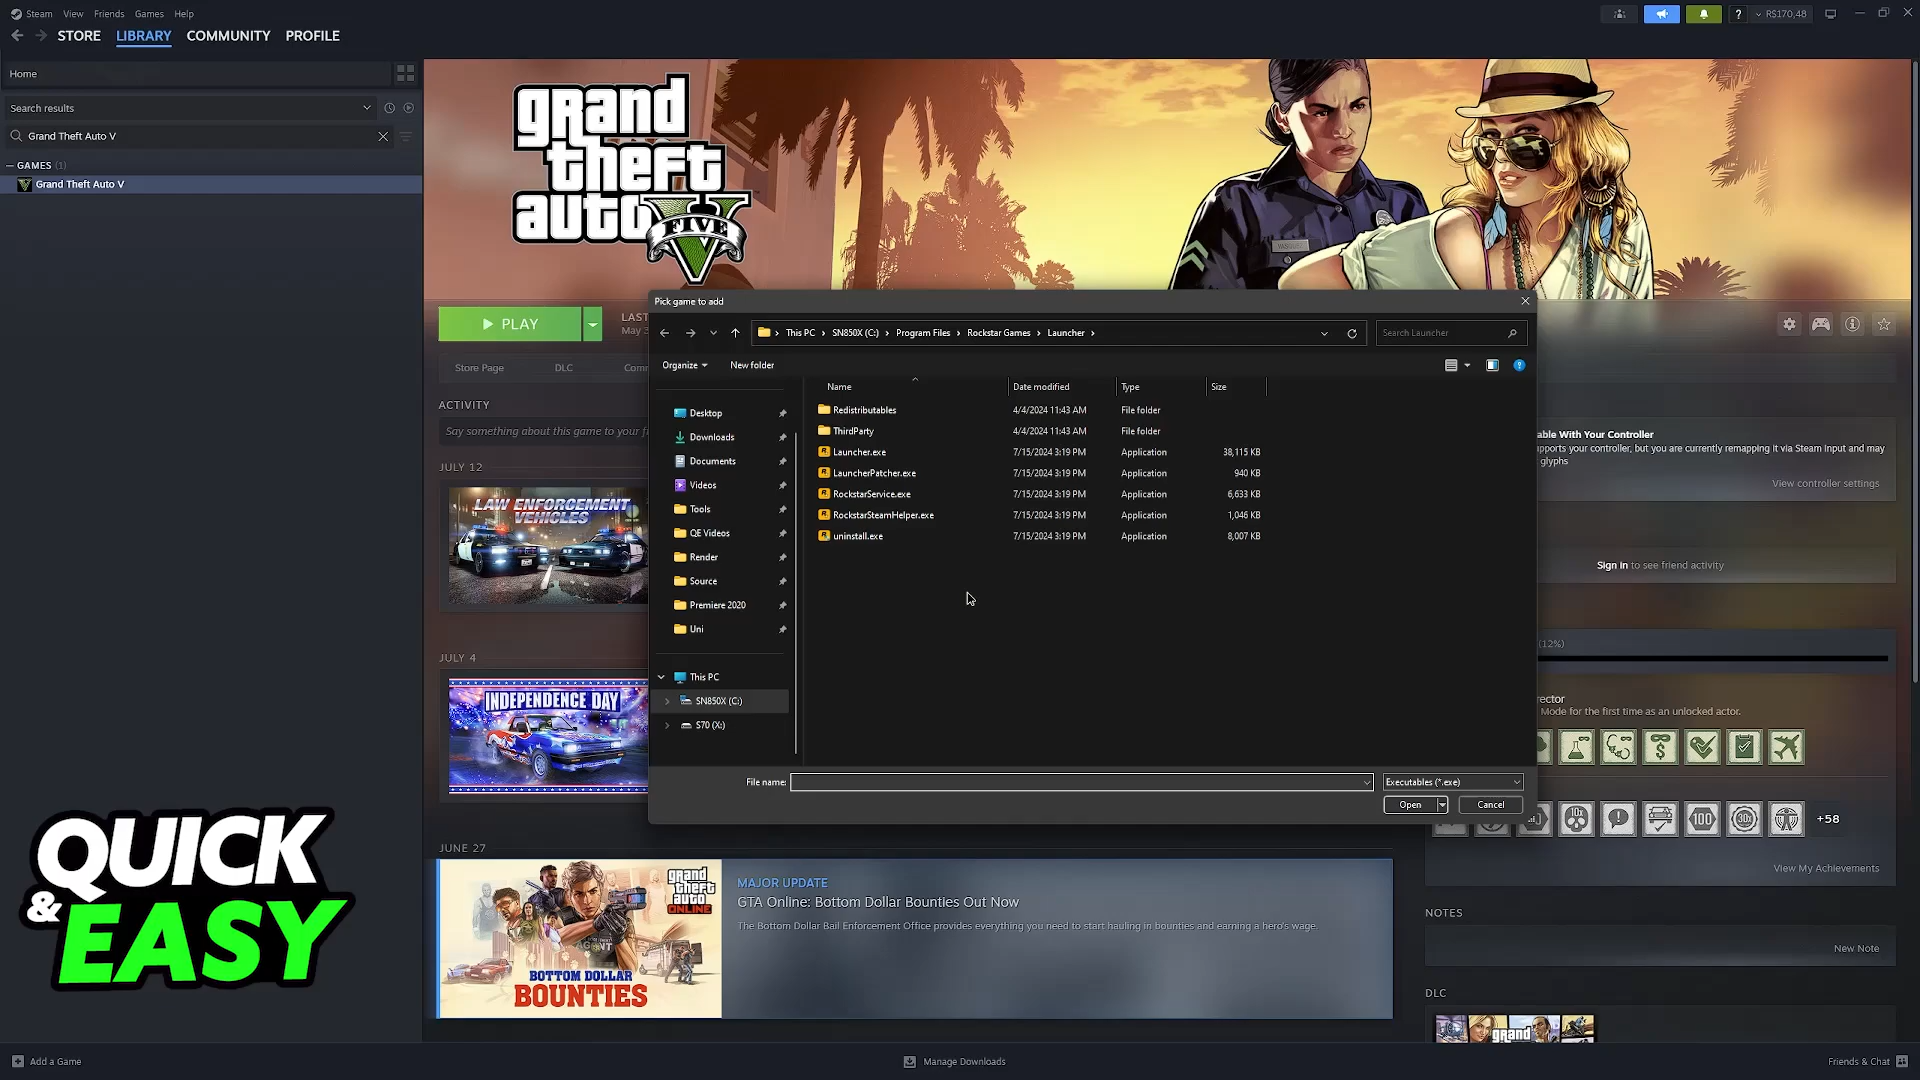 Steam View Friends Games Help
? R$170,48
STORE LIBRARY COMMUNITY PROFILE
Home
Search results
Grand Theft Auto V
GAMES (1)
Grand Theft Auto V
grand
theft
auto
FIVE
PLAY
LAST
May 3
Store Page DLC Comm
ACTIVITY
Say something about this game to your f
JULY 12
LAW ENFORCEMENT
VEHICLES
JULY 4
INDEPENDENCE DAY
JUNE 27
grand
theft
auto
ONLINE
BOTTOM DOLLAR
BOUNTIES
MAJOR UPDATE
GTA Online: Bottom Dollar Bounties Out Now
The Bottom Dollar Bail Enforcement Office provides everything you need to start hauling in bounties and earning a hero's wage.
Pick game to add
This PC › SN850X (C:) › Program Files › Rockstar Games › Launcher ›
Search Launcher
Organize New folder
Name Date modified Type Size
Redistributables 4/4/2024 11:43 AM File folder
ThirdParty 4/4/2024 11:43 AM File folder
Launcher.exe 7/15/2024 3:19 PM Application 38,115 KB
LauncherPatcher.exe 7/15/2024 3:19 PM Application 940 KB
RockstarService.exe 7/15/2024 3:19 PM Application 6,633 KB
RockstarSteamHelper.exe 7/15/2024 3:19 PM Application 1,046 KB
uninstall.exe 7/15/2024 3:19 PM Application 8,007 KB
Desktop
Downloads
Documents
Videos
Tools
QE Videos
Render
Source
Premiere 2020
Uni
This PC
SN850X (C:)
S70 (X:)
File name:
Executables (*.exe)
Open
Cancel
able With Your Controller
pports your controller, but you are currently remapping it via Steam Input and may
glyphs
View controller settings
Sign in to see friend activity
(12%)
rector
Mode for the first time as an unlocked actor.
10x
100
30x
+58
View My Achievements
NOTES
New Note
DLC
grand
QUICK
& EASY
Add a Game
Manage Downloads
Friends & Chat